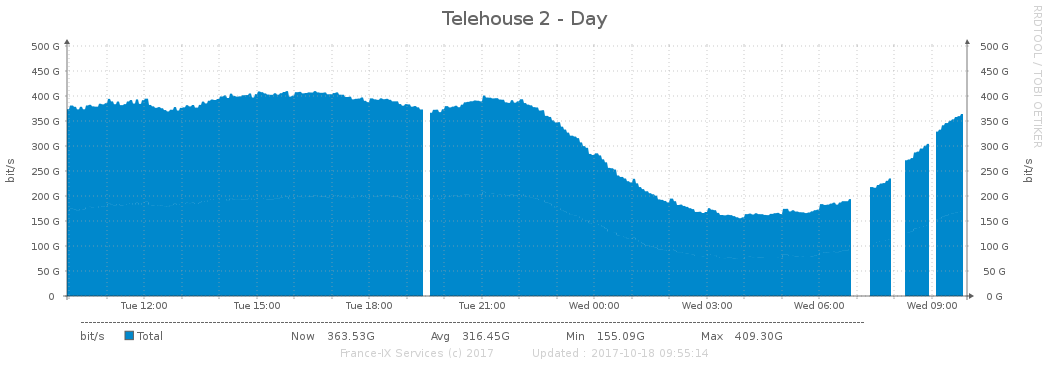 Telehouse 2 - Day
RRDTOOL / TOBI OETIKER
500 G 500 G
450 G 450 G
400 G 400 G
350 G 350 G
300 G 300 G
250 G 250 G
200 G 200 G
150 G 150 G
100 G 100 G
50 G 50 G
0 0 G
bit/s
bit/s
Tue 12:00 Tue 15:00 Tue 18:00 Tue 21:00 Wed 00:00 Wed 03:00 Wed 06:00 Wed 09:00
bit/s Total Now 363.53G Avg 316.45G Min 155.09G Max 409.30G
France-IX Services (c) 2017 Updated : 2017-10-18 09:55:14